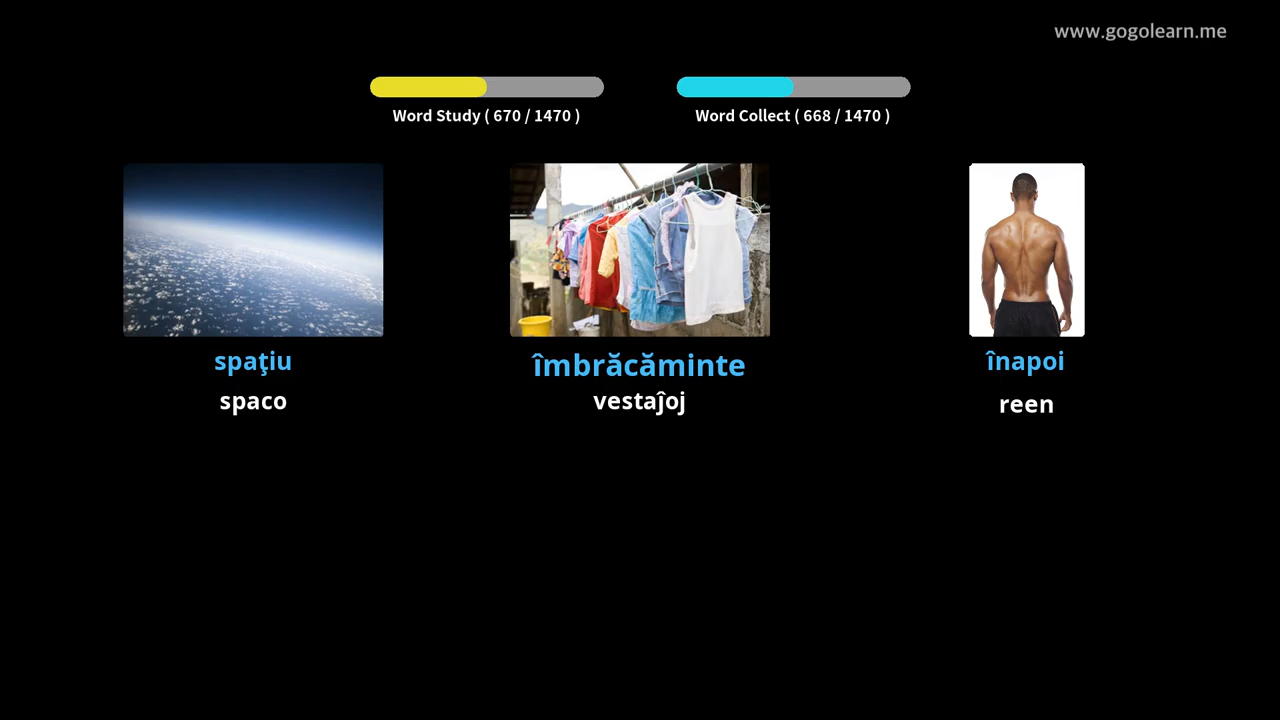 www.gogolearn.me
Word Study ( 670 / 1470 )
Word Collect ( 668 / 1470 )
spaţiu
spaco
îmbrăcăminte
vestaĵoj
înapoi
reen